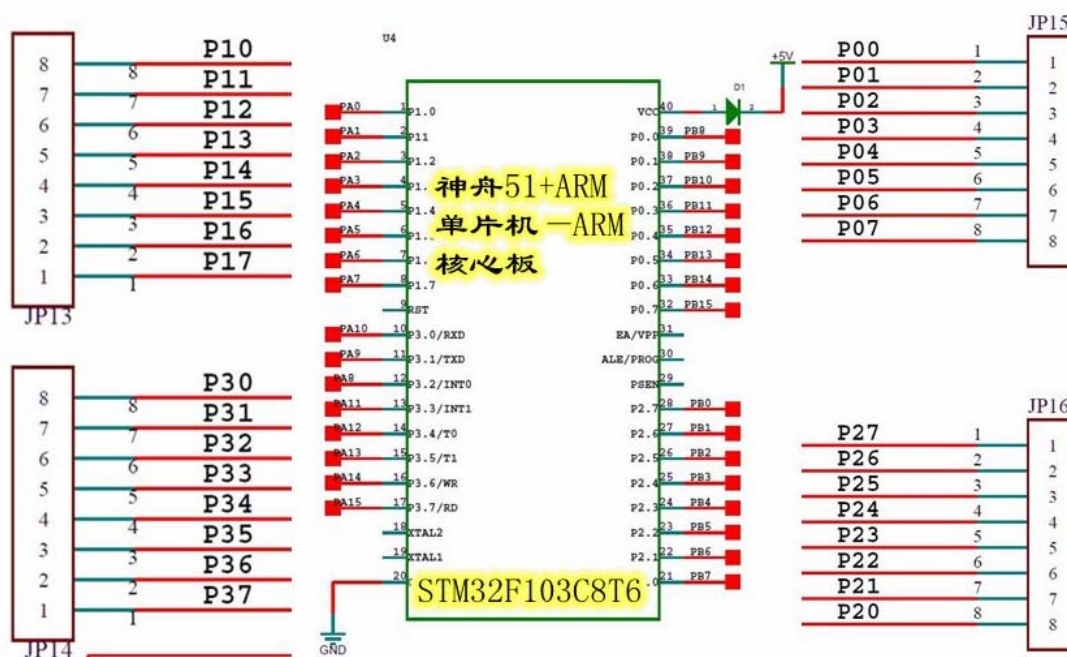 JP15
U4
P10
P11
P12
P13
P14
P15
P16
P17
8
7
6
5
4
3
2
1
8
7
6
5
4
3
2
1
JP13
P30
P31
P32
P33
P34
P35
P36
P37
8
7
6
5
4
3
2
1
8
7
6
5
4
3
2
1
JP14
PA0 1 P1.0
PA1 2 P11
PA2 3 P1.2
PA3 4 P1.
PA4 5 P1.4
PA5 6 P1.
PA6 7 P1.
PA7 8 P1.7
9 RST
PA10 10 P3.0/RXD
PA9 11 P3.1/TXD
PA8 12 P3.2/INT0
PA11 13 P3.3/INT1
PA12 14 P3.4/T0
PA13 15 P3.5/T1
PA14 16 P3.6/WR
PA15 17 P3.7/RD
18 XTAL2
19 XTAL1
20
GND
神舟51+ARM
单片机－ARM
核心板
STM32F103C8T6
+5V
D1
VCC 40 1 2
P0.0 39 PB8
P0.1 38 PB9
P0.2 37 PB10
P0.3 36 PB11
P0.4 35 PB12
P0.5 34 PB13
P0.6 33 PB14
P0.7 32 PB15
EA/VPP 31
ALE/PROG 30
PSEN 29
P2.7 28 PB0
P2.6 27 PB1
P2.5 26 PB2
P2.4 25 PB3
P2.3 24 PB4
P2.2 23 PB5
P2.1 22 PB6
.0 21 PB7
P00 1 1
P01 2 2
P02 3 3
P03 4 4
P04 5 5
P05 6 6
P06 7 7
P07 8 8
JP16
P27 1 1
P26 2 2
P25 3 3
P24 4 4
P23 5 5
P22 6 6
P21 7 7
P20 8 8